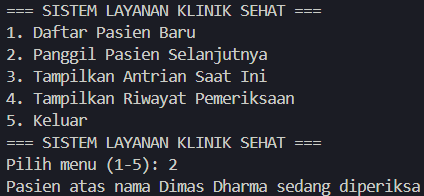 === SISTEM LAYANAN KLINIK SEHAT ===
1. Daftar Pasien Baru
2. Panggil Pasien Selanjutnya
3. Tampilkan Antrian Saat Ini
4. Tampilkan Riwayat Pemeriksaan
5. Keluar
=== SISTEM LAYANAN KLINIK SEHAT ===
Pilih menu (1-5): 2
Pasien atas nama Dimas Dharma sedang diperiksa